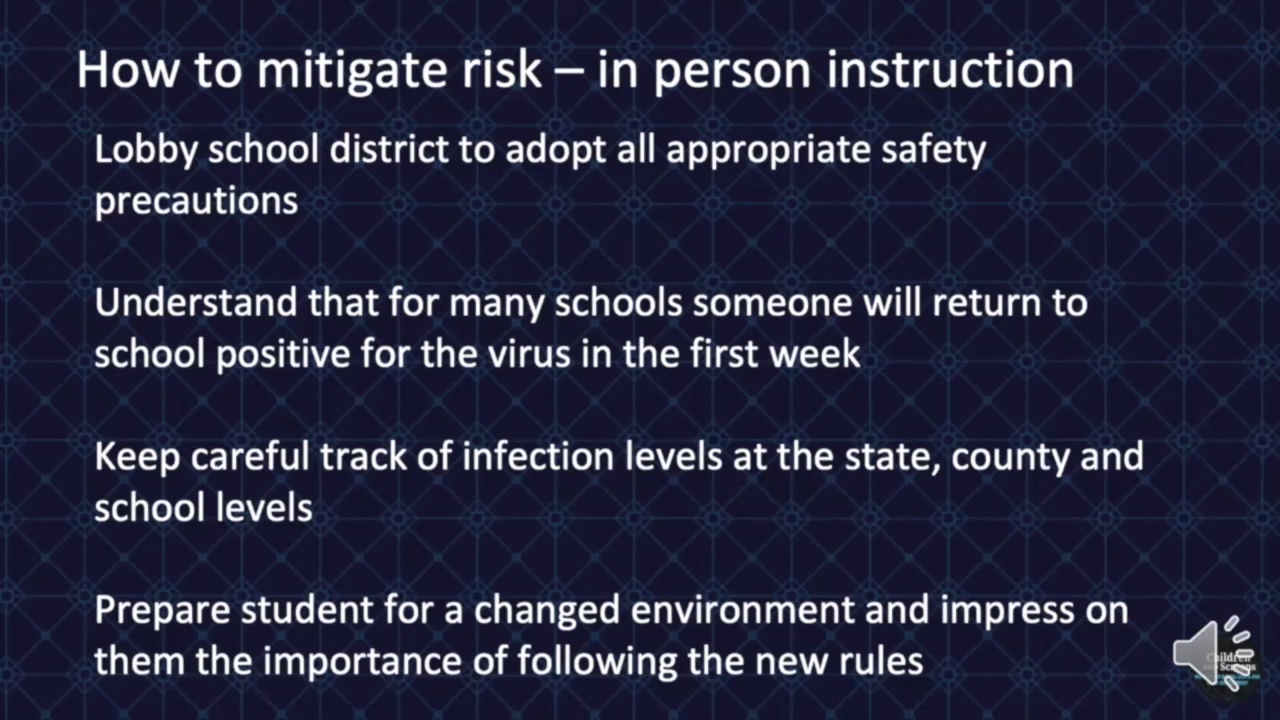 How to mitigate risk – in person instruction
Lobby school district to adopt all appropriate safety
precautions
Understand that for many schools someone will return to
school positive for the virus in the first week
Keep careful track of infection levels at the state, county and
school levels
Prepare student for a changed environment and impress on
them the importance of following the new rules
Children
Screens